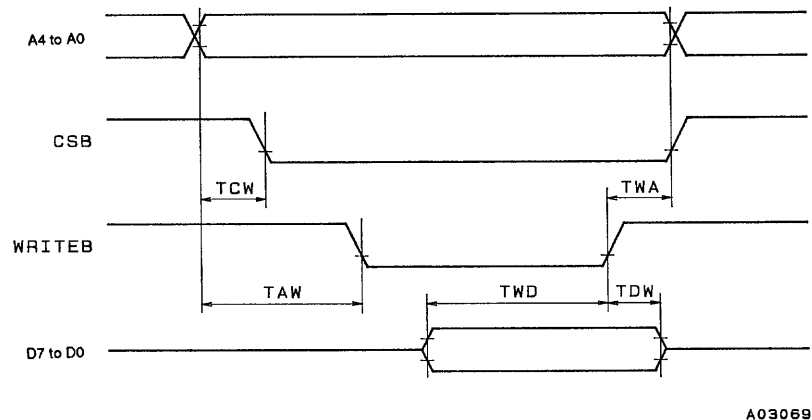 A4 to A0
CSB
TCW
TWA
WRITEB
TAW
TWD
TDW
D7 to D0
A03069